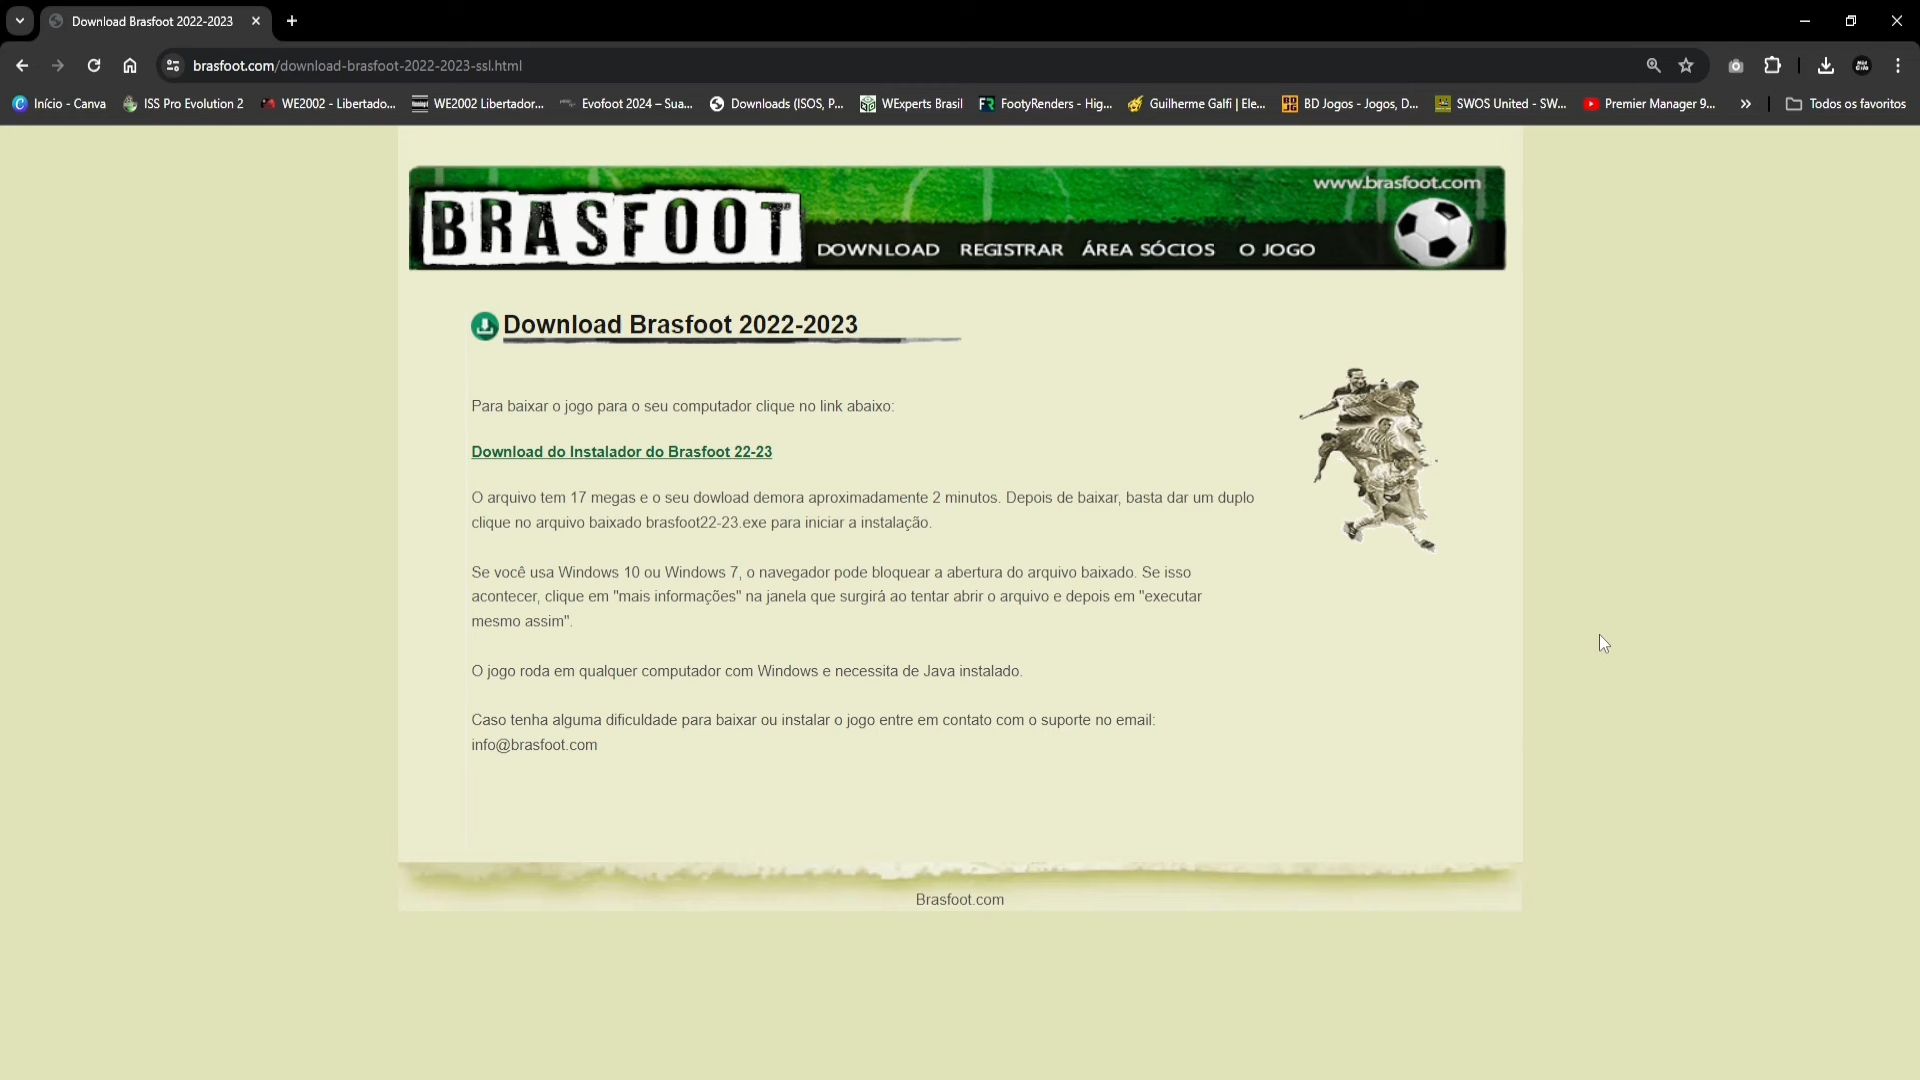 Download Brasfoot 2022-2023
brasfoot.com/download-brasfoot-2022-2023-ssl.html
Início - Canva
ISS Pro Evolution 2
WE2002 - Libertado...
WE2002 Libertador...
Evofoot 2024 – Sua...
Downloads (ISOS, P...
WExperts Brasil
FootyRenders - Hig...
Guilherme Galfi | Ele...
BD Jogos - Jogos, D...
SWOS United - SW...
Premier Manager 9...
Todos os favoritos
www.brasfoot.com
BRASFOOT
DOWNLOAD REGISTRAR ÁREA SÓCIOS O JOGO
Download Brasfoot 2022-2023
Para baixar o jogo para o seu computador clique no link abaixo:
Download do Instalador do Brasfoot 22-23
O arquivo tem 17 megas e o seu dowload demora aproximadamente 2 minutos. Depois de baixar, basta dar um duplo
clique no arquivo baixado brasfoot22-23.exe para iniciar a instalação.
Se você usa Windows 10 ou Windows 7, o navegador pode bloquear a abertura do arquivo baixado. Se isso
acontecer, clique em "mais informações" na janela que surgirá ao tentar abrir o arquivo e depois em "executar
mesmo assim".
O jogo roda em qualquer computador com Windows e necessita de Java instalado.
Caso tenha alguma dificuldade para baixar ou instalar o jogo entre em contato com o suporte no email:
info@brasfoot.com
Brasfoot.com